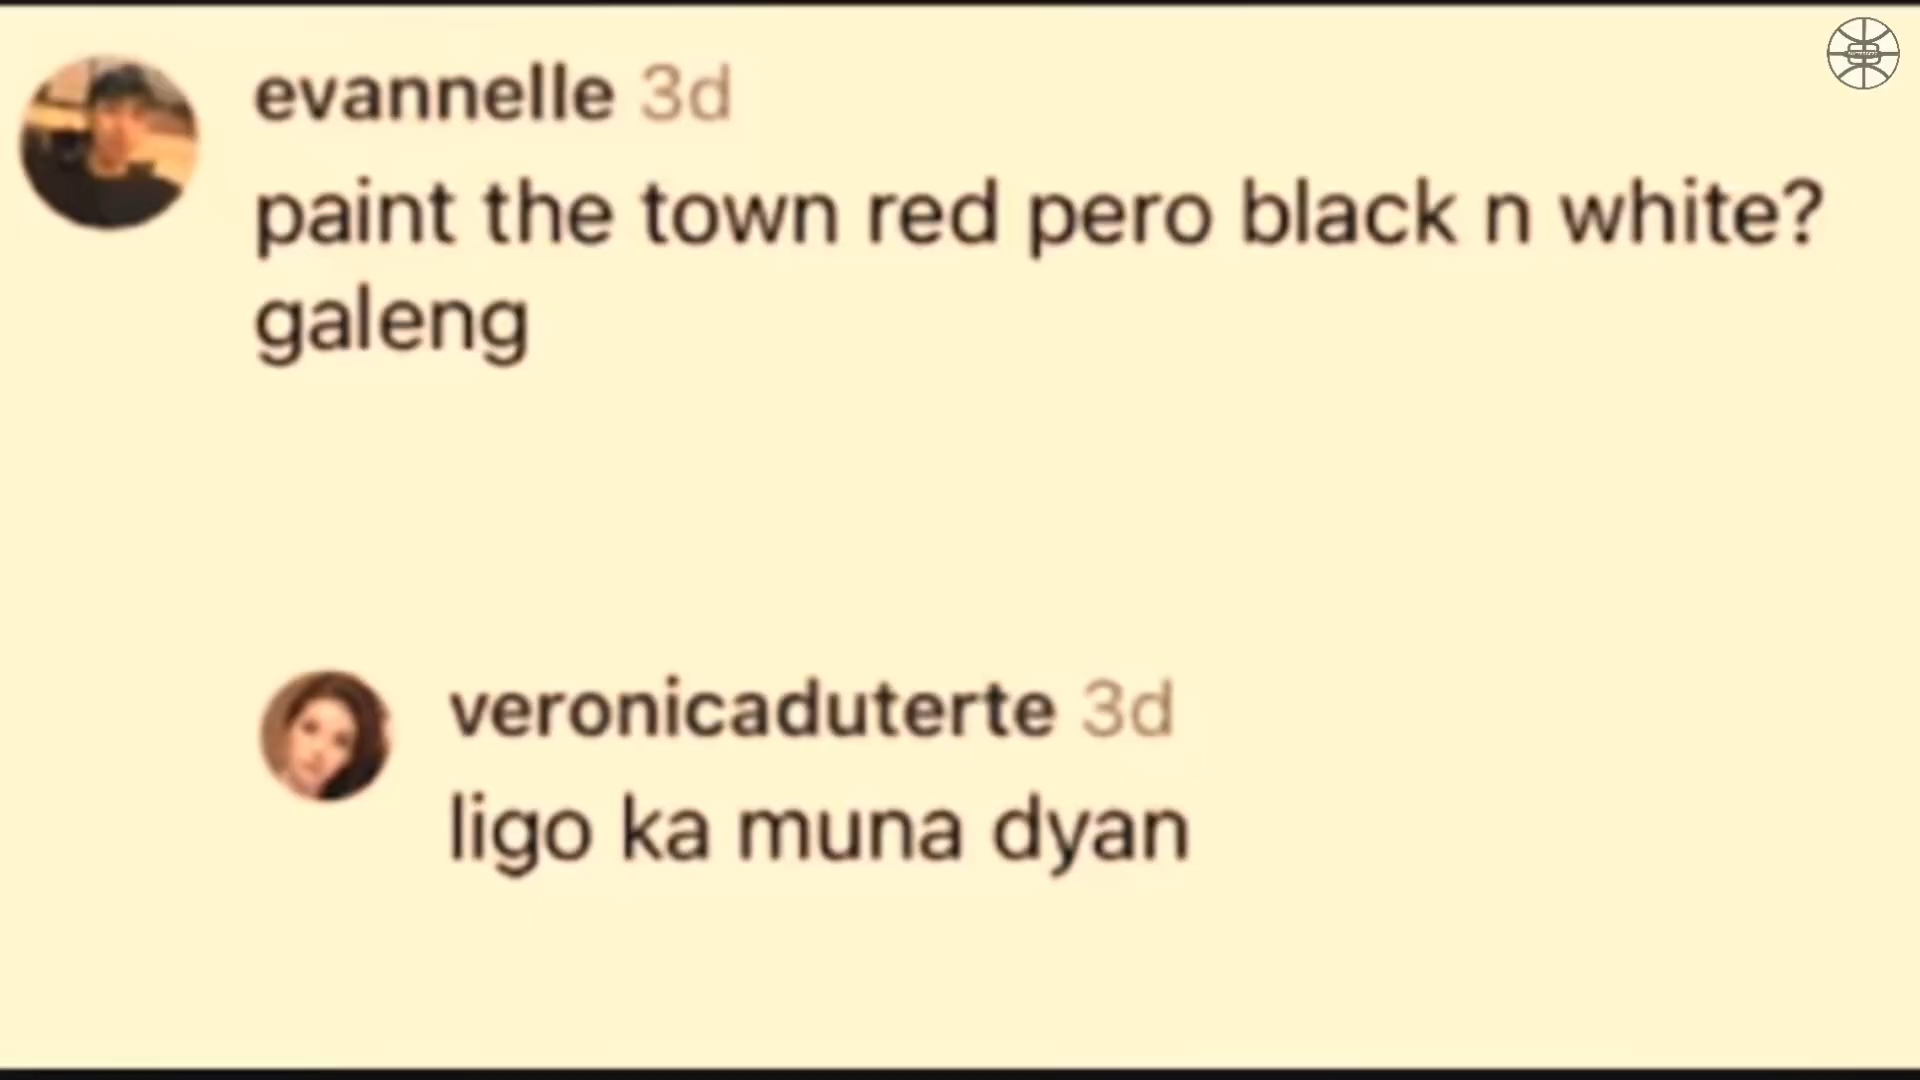 evannelle 3d
paint the town red pero black n white?
galeng
veronicaduterte 3d
ligo ka muna dyan